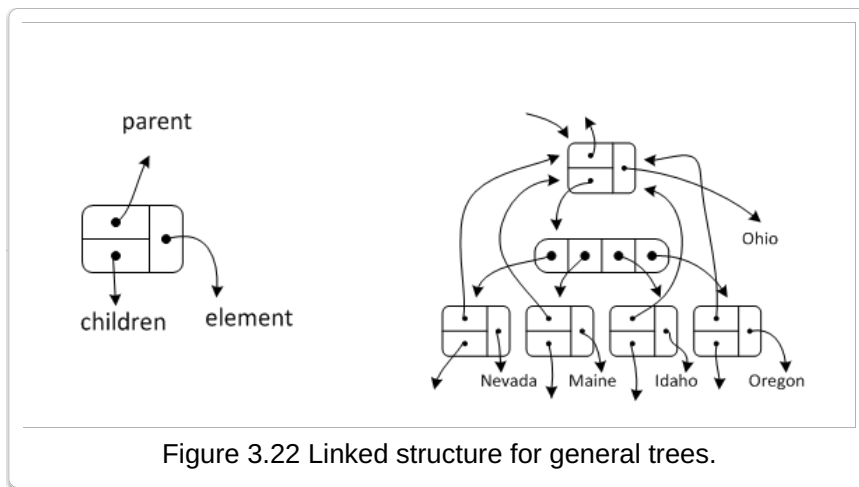 parent
children
element
Ohio
Nevada
Maine
Idaho
Oregon
Figure 3.22 Linked structure for general trees.